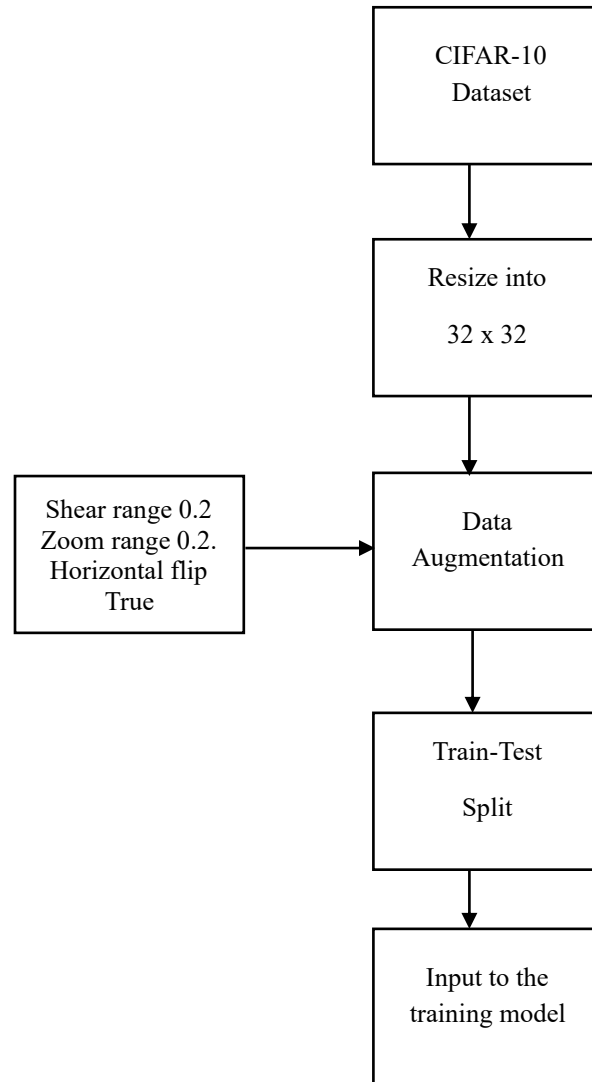 CIFAR-10
Dataset
Resize into
32 x 32
Shear range 0.2
Zoom range 0.2.
Horizontal flip
True
Data
Augmentation
Train-Test
Split
Input to the
training model